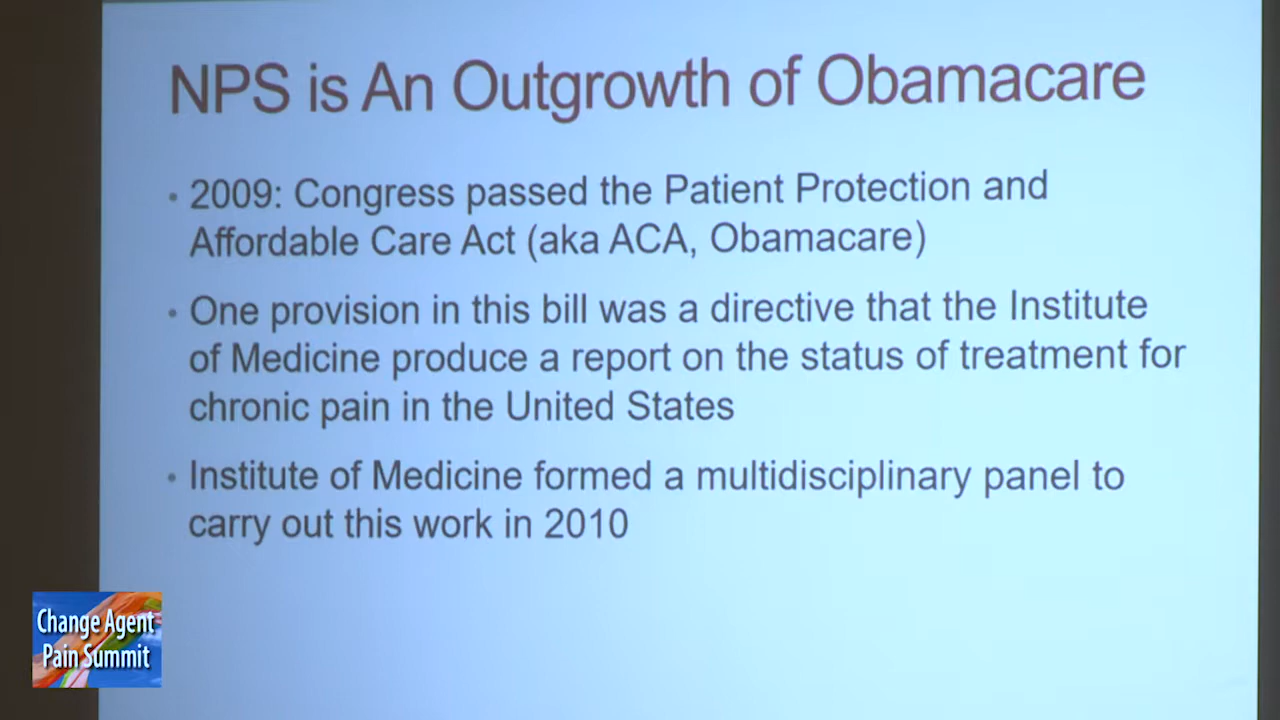 NPS is An Outgrowth of Obamacare
• 2009: Congress passed the Patient Protection and
Affordable Care Act (aka ACA, Obamacare)
• One provision in this bill was a directive that the Institute
of Medicine produce a report on the status of treatment for
chronic pain in the United States
• Institute of Medicine formed a multidisciplinary panel to
carry out this work in 2010
Change Agent
Pain Summit